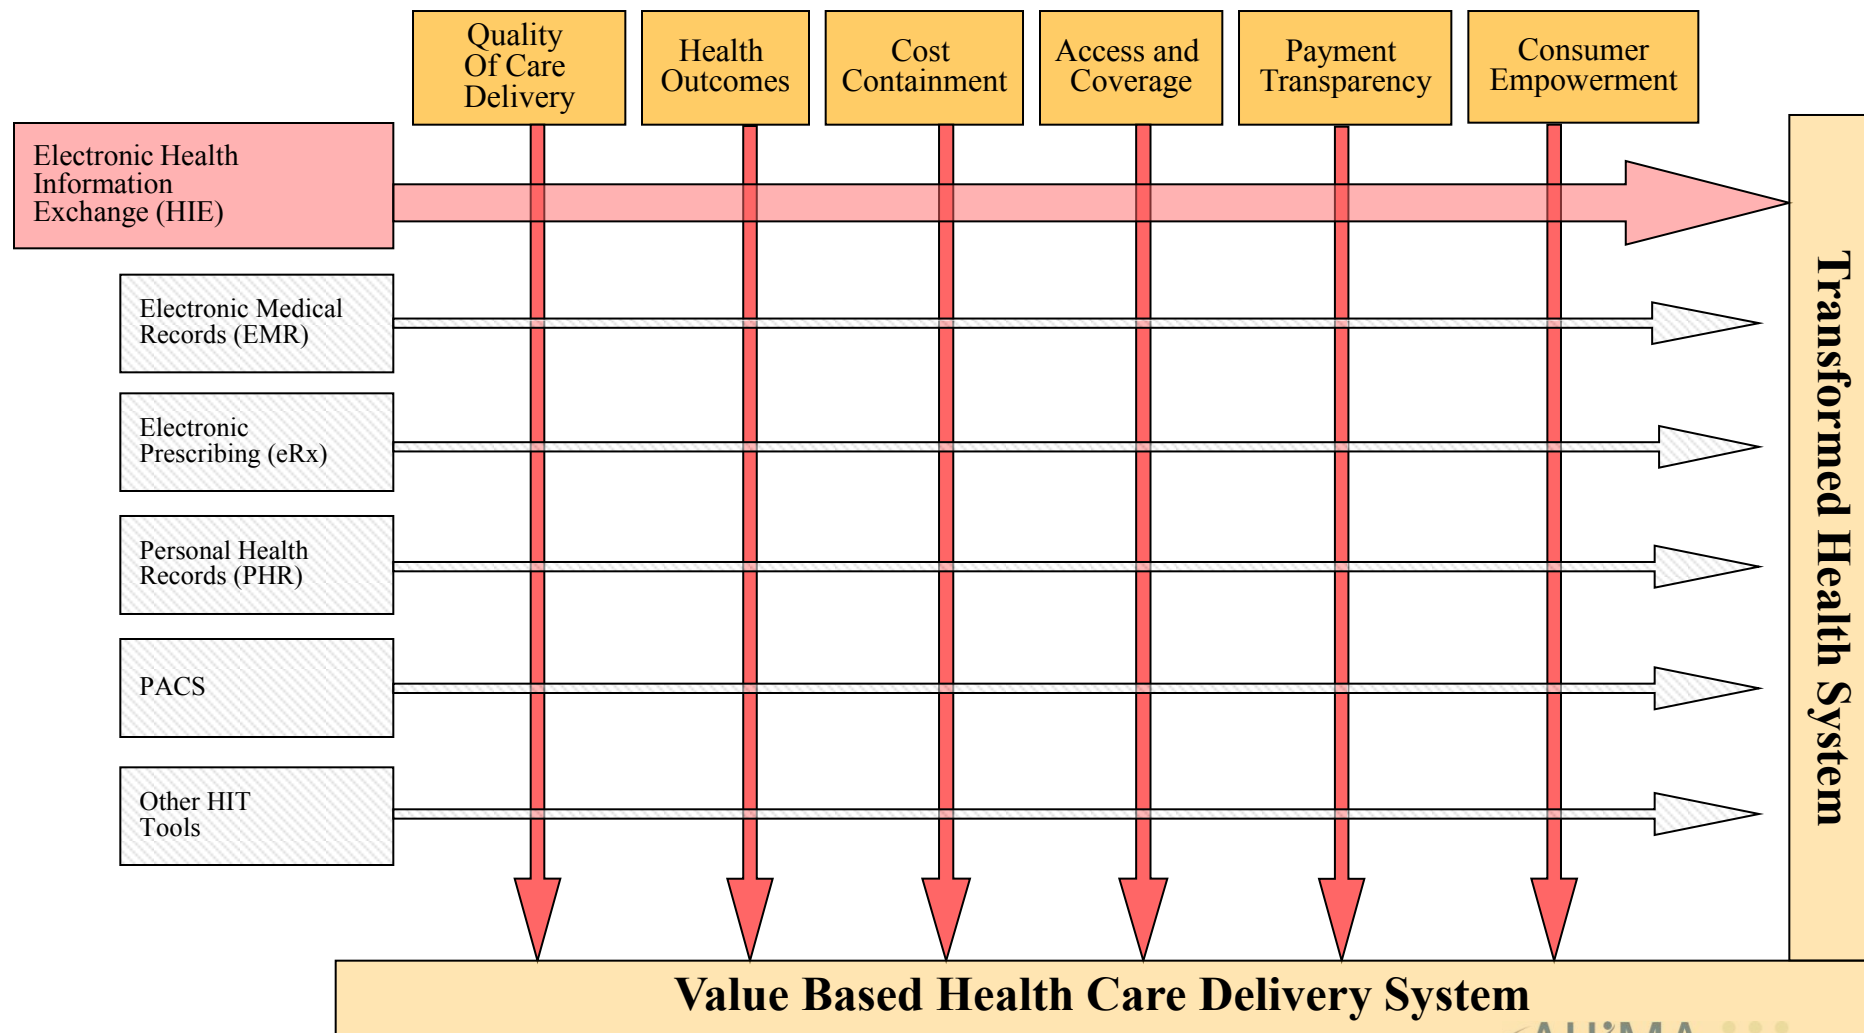 Quality
Of Care
Delivery
Health
Outcomes
Cost
Containment
Access and
Coverage
Payment
Transparency
Consumer
Empowerment
Electronic Health
Information
Exchange (HIE)
Electronic Medical
Records (EMR)
Electronic
Prescribing (eRx)
Personal Health
Records (PHR)
PACS
Other HIT
Tools
Transformed Health System
Value Based Health Care Delivery System